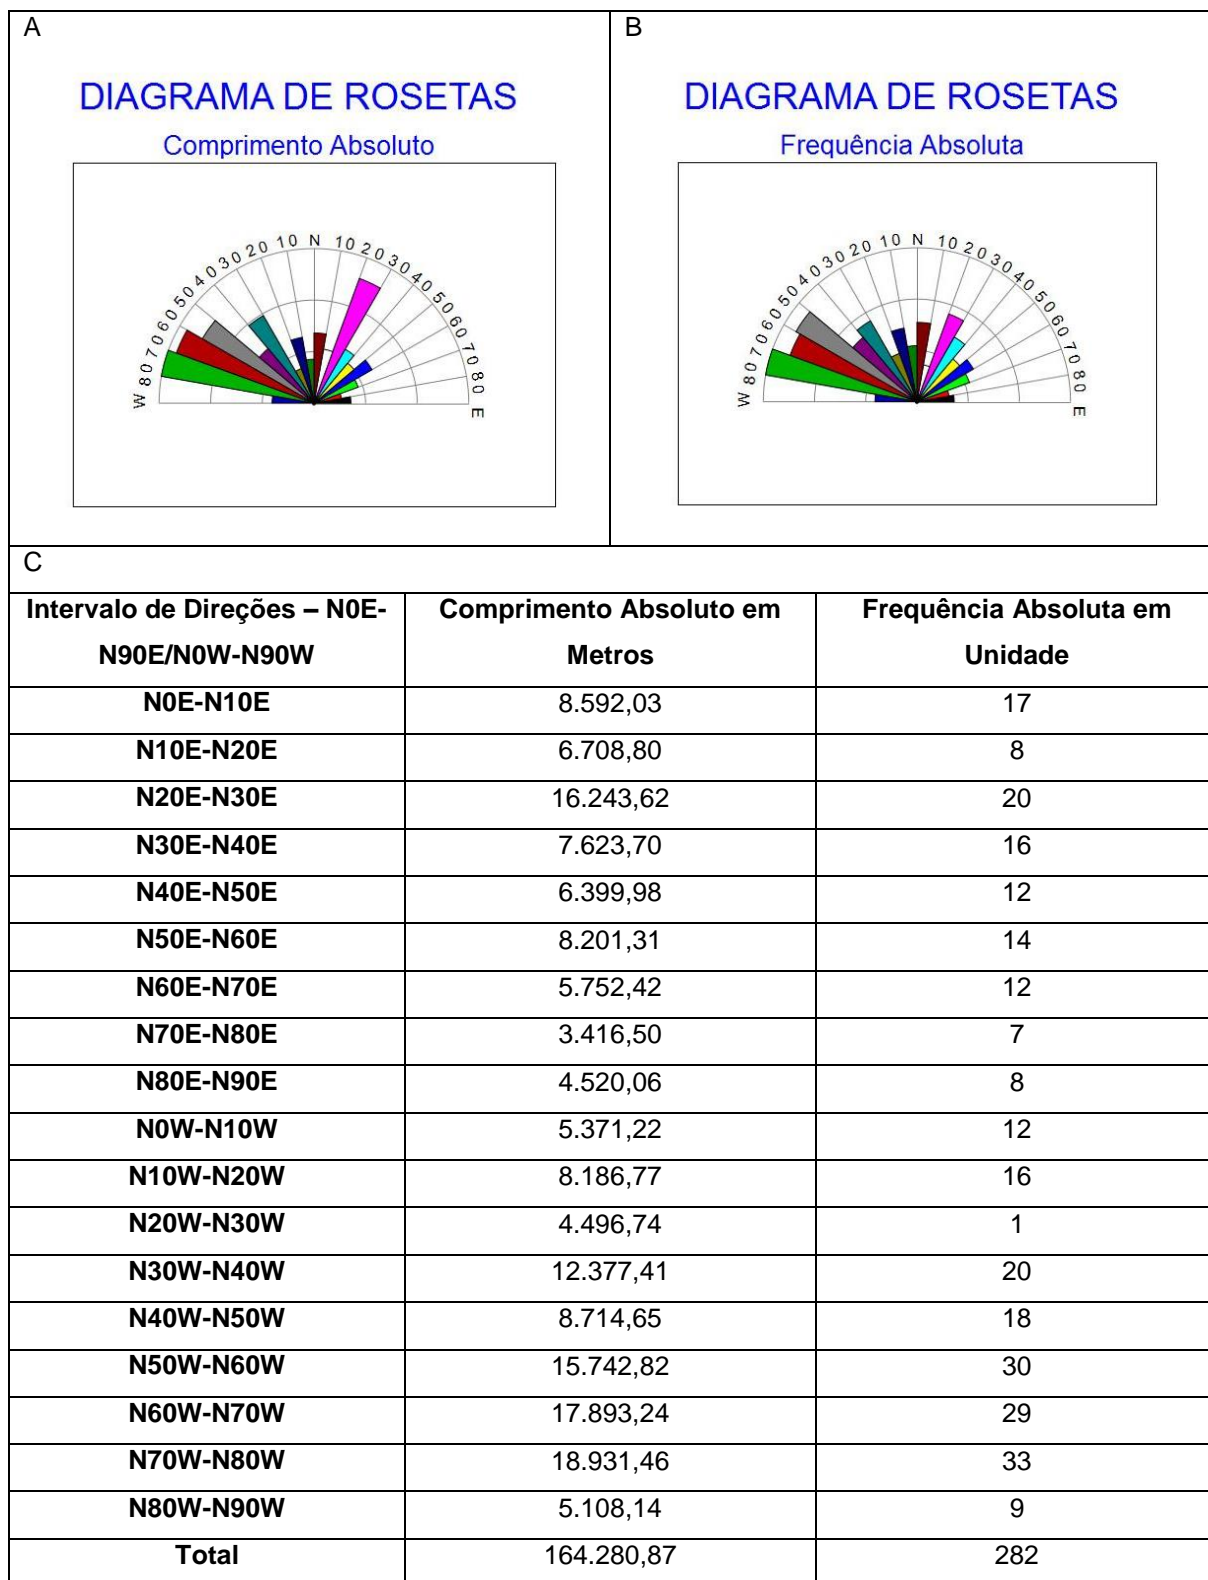 A
B
DIAGRAMA DE ROSETAS
Comprimento Absoluto
W 80 70 60 50 40 30 20 10 N 10 20 30 40 50 60 70 80 E
DIAGRAMA DE ROSETAS
Frequência Absoluta
W 80 70 60 50 40 30 20 10 N 10 20 30 40 50 60 70 80 E
C
Intervalo de Direções – N0E-N90E/N0W-N90W Comprimento Absoluto em Metros Frequência Absoluta em Unidade
N0E-N10E 8.592,03 17
N10E-N20E 6.708,80 8
N20E-N30E 16.243,62 20
N30E-N40E 7.623,70 16
N40E-N50E 6.399,98 12
N50E-N60E 8.201,31 14
N60E-N70E 5.752,42 12
N70E-N80E 3.416,50 7
N80E-N90E 4.520,06 8
N0W-N10W 5.371,22 12
N10W-N20W 8.186,77 16
N20W-N30W 4.496,74 1
N30W-N40W 12.377,41 20
N40W-N50W 8.714,65 18
N50W-N60W 15.742,82 30
N60W-N70W 17.893,24 29
N70W-N80W 18.931,46 33
N80W-N90W 5.108,14 9
Total 164.280,87 282